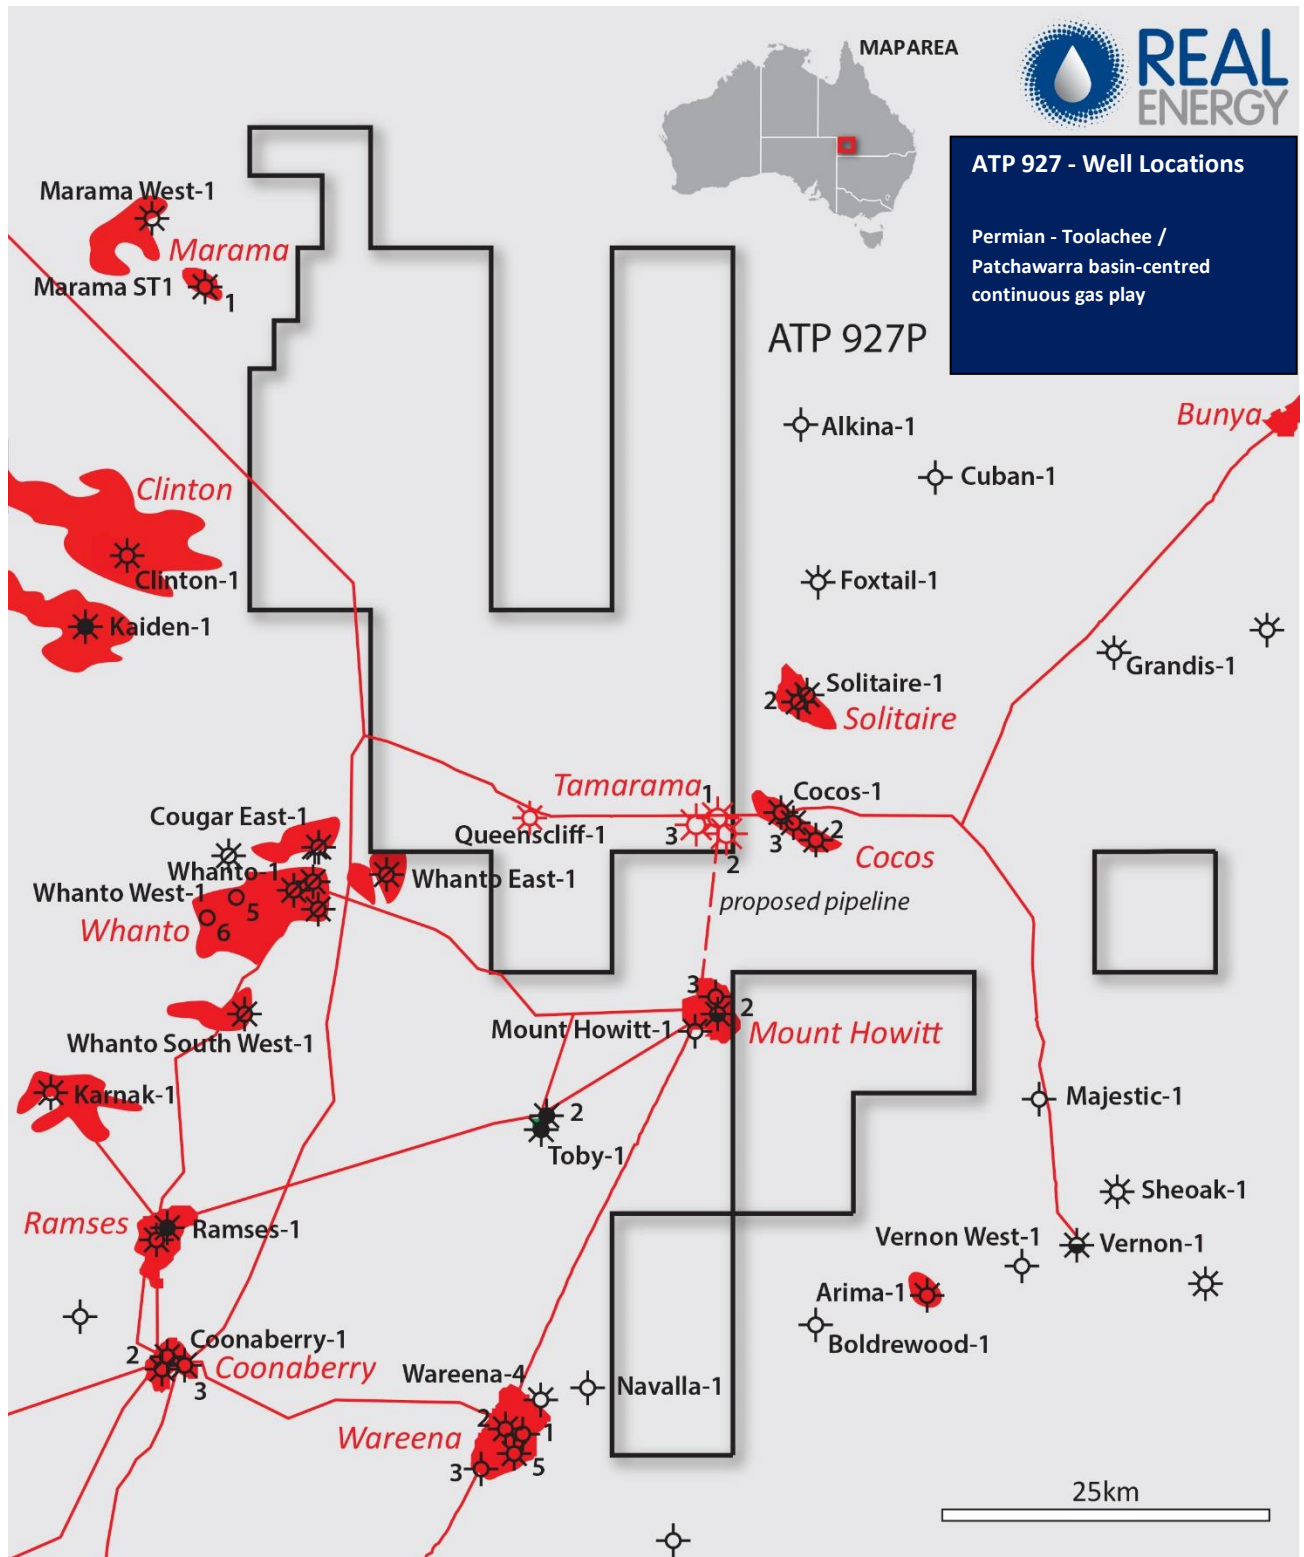 MAPAREA
REAL
ENERGY
ATP 927 - Well Locations
Permian - Toolachee /
Patchawarra basin-centred
continuous gas play
Marama West-1
Marama
Marama ST1
1
ATP 927P
Bunya
Alkina-1
Cuban-1
Clinton
Clinton-1
Foxtail-1
Kaiden-1
Grandis-1
Solitaire-1
2
Solitaire
Tamarama
1
Cocos-1
Cougar East-1
Queenscliff-1
3
2
3
2
Cocos
Whanto-1
Whanto East-1
Whanto West-1
5
6
Whanto
proposed pipeline
3
2
Mount Howitt-1
Mount Howitt
Whanto South West-1
Karnak-1
Majestic-1
2
Toby-1
Sheoak-1
Ramses
Ramses-1
Vernon West-1
Vernon-1
Arima-1
Boldrewood-1
Coonaberry-1
2
Coonaberry
3
Wareena-4
Navalla-1
2
1
Wareena
3
5
25km